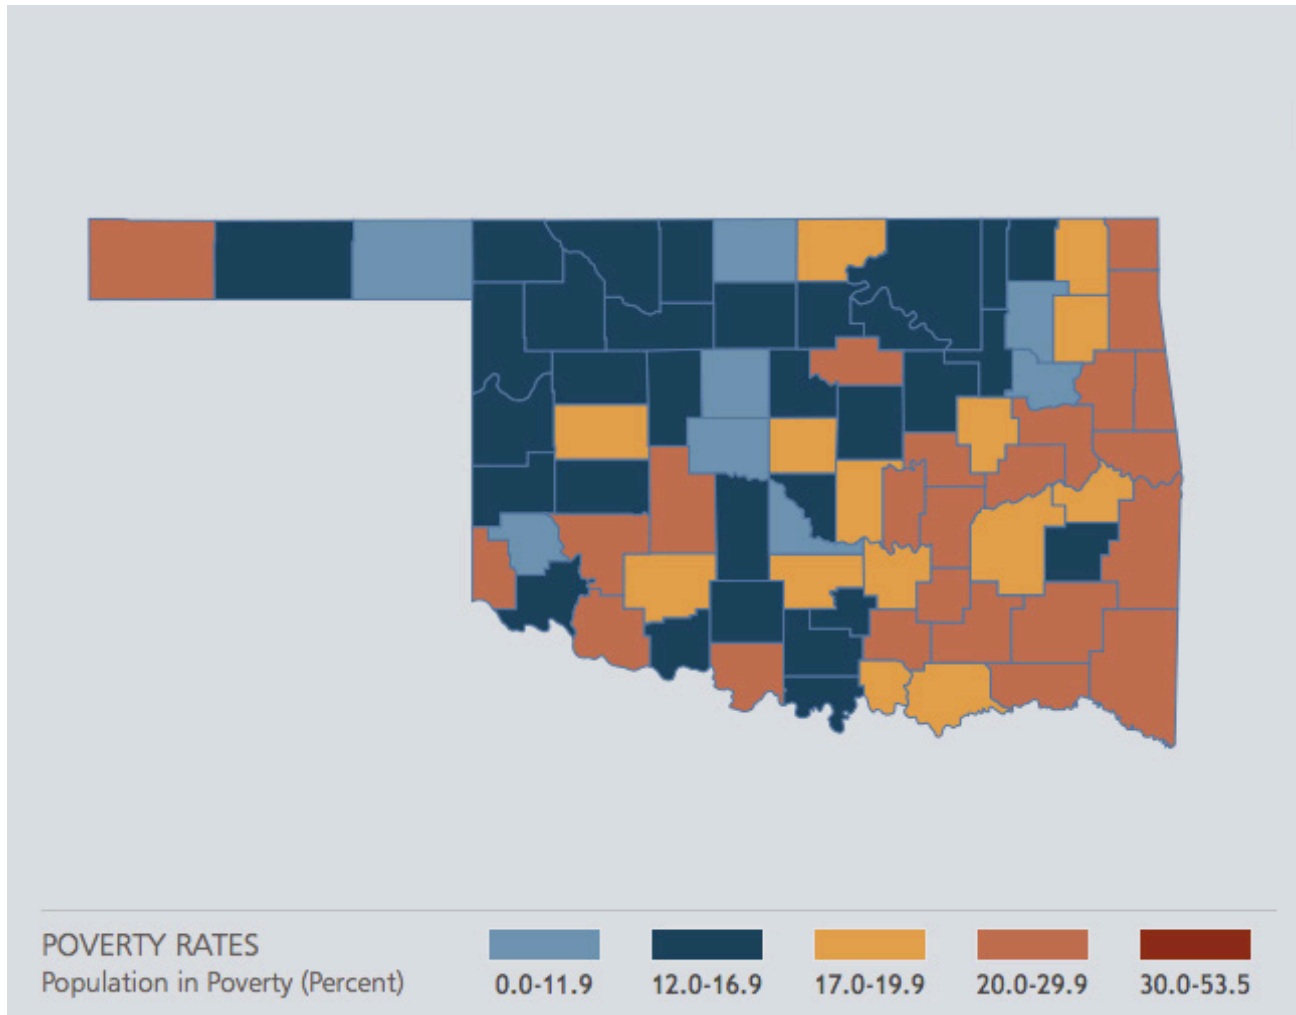 POVERTY RATES
Population in Poverty (Percent)
0.0-11.9
12.0-16.9
17.0-19.9
20.0-29.9
30.0-53.5